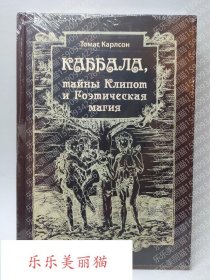 Томас Карлсон
КАББАЛА,
тайны Клипот
и Гоэтическая
магия
乐乐美丽猫